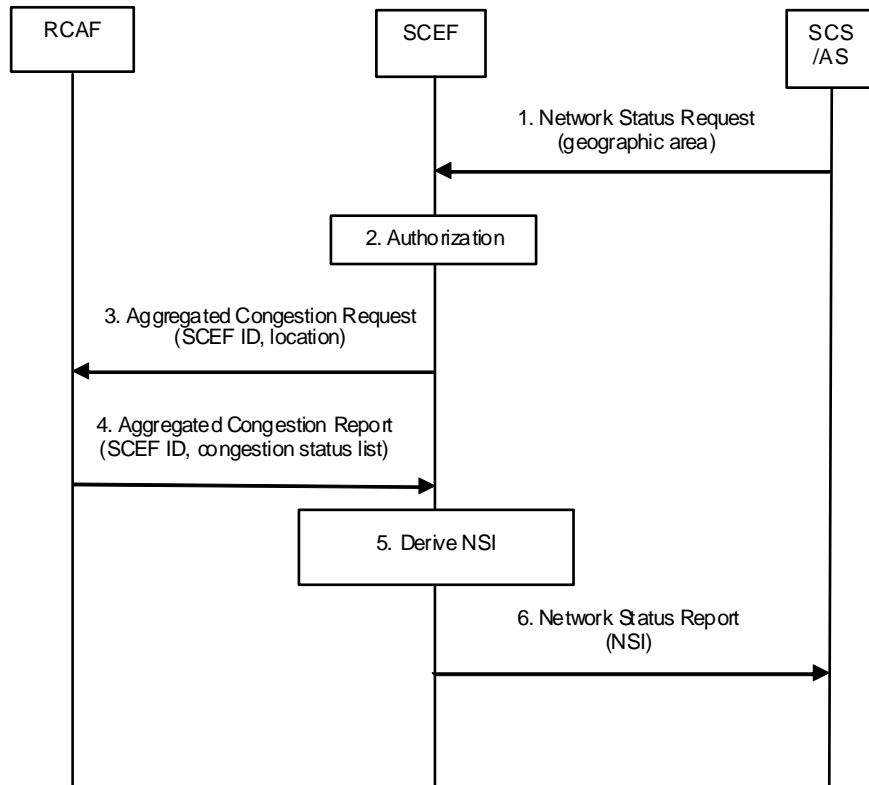 RCAF
SCEF
SCS
/AS
1. Network Status Request
(geographic area)
2. Authorization
3. Aggregated Congestion Request
(SCEF ID, location)
4. Aggregated Congestion Report
(SCEF ID, congestion status list)
5. Derive NSI
6. Network Status Report
(NSI)